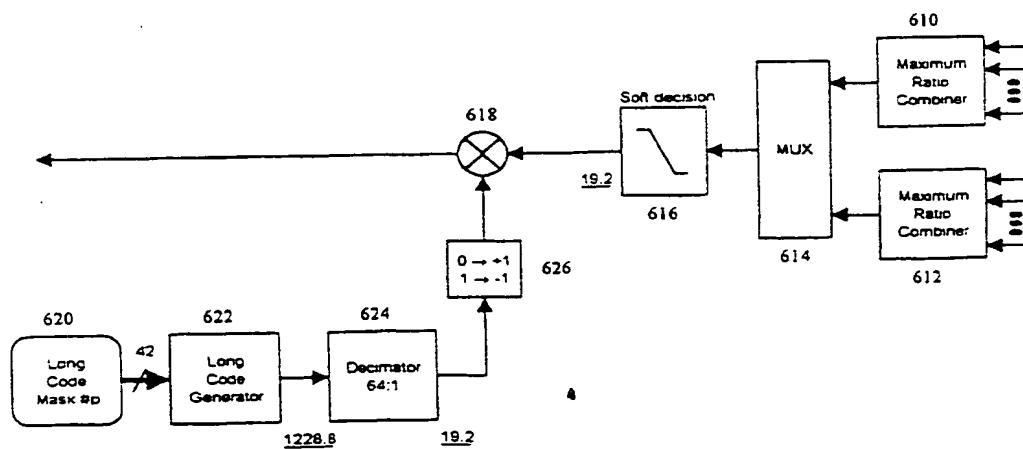 610
Maximum
Ratio
Combiner
Soft decision
618
MUX
19.2
616
Maximum
Ratio
Combiner
614
612
0 → +1
1 → -1
626
620
622
624
Long
Code
Mask #p
42
Long
Code
Generator
Decimator
64:1
1228.8
19.2